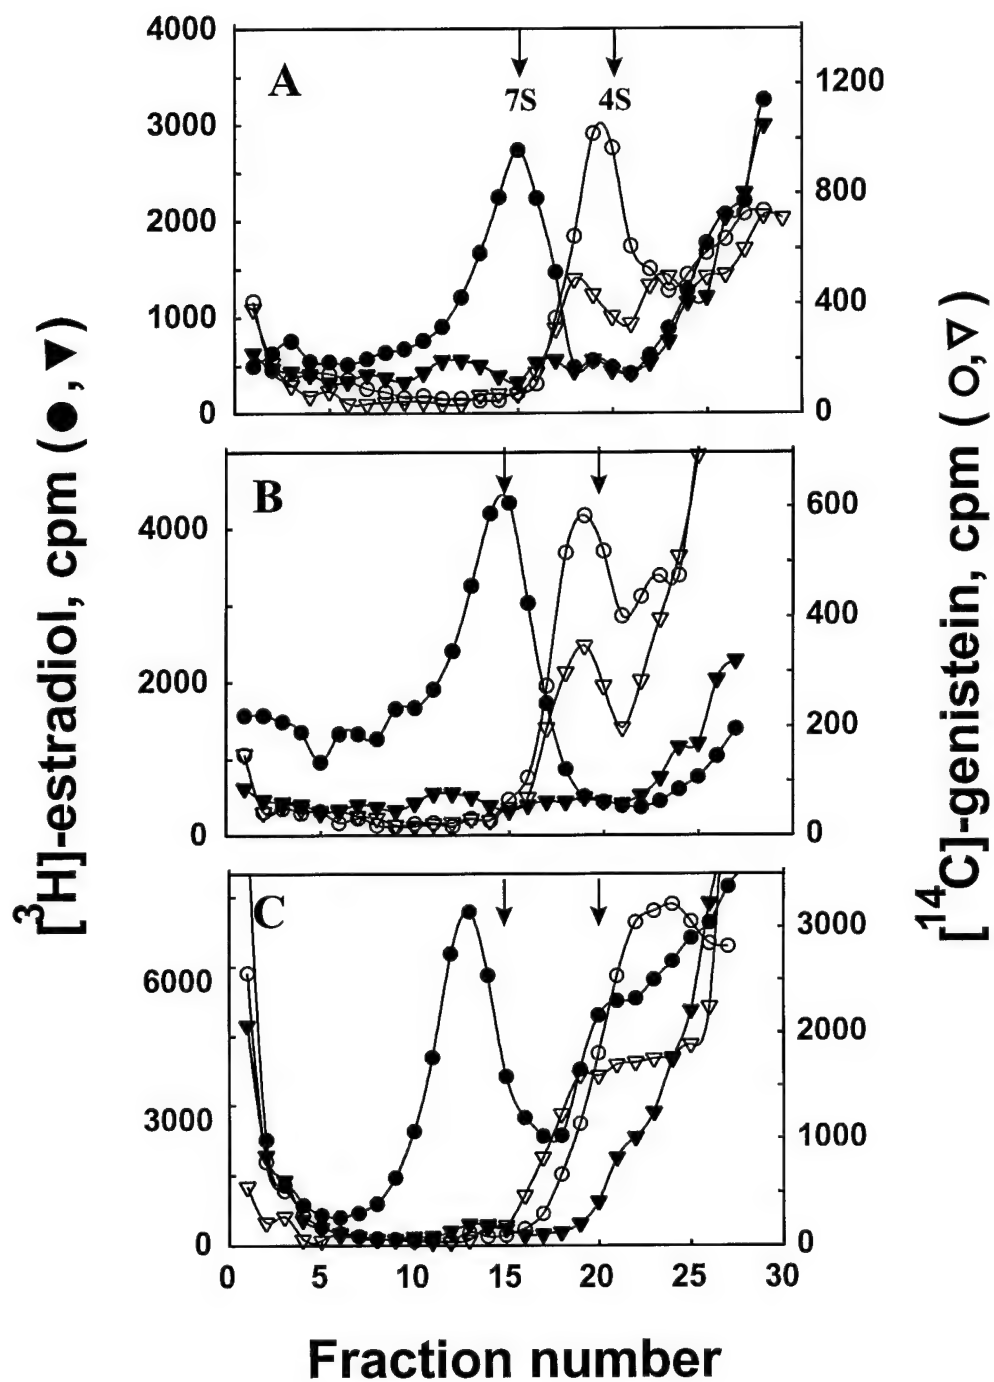 [³H]-estradiol, cpm (●, ▼)
[¹⁴C]-genistein, cpm (○, ▽)
A
7S 4S
4000
3000
2000
1000
0
1200
800
400
0
B
4000
2000
0
600
400
200
0
C
6000
3000
0
3000
2000
1000
0
0 5 10 15 20 25 30
Fraction number